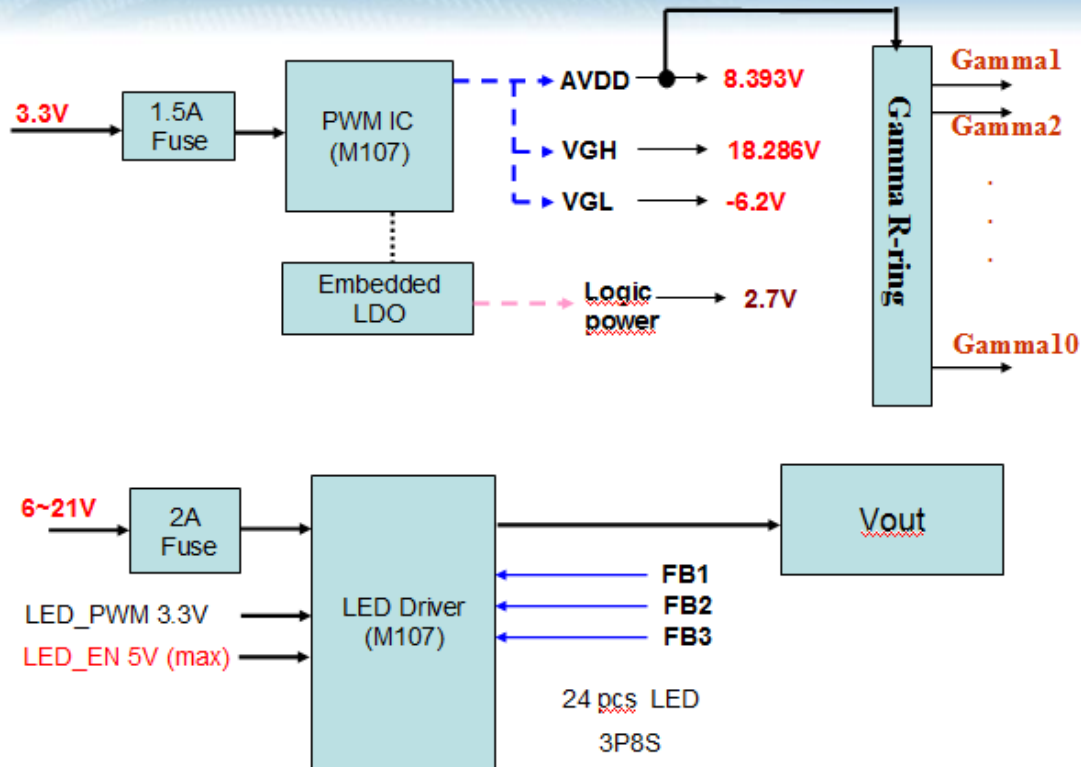 3.3V
1.5A
Fuse
PWM IC
(M107)
AVDD
8.393V
VGH
18.286V
VGL
-6.2V
Embedded
LDO
Logic
power
2.7V
Gamma R-ring
Gamma1
Gamma2
.
.
.
Gamma10
6~21V
2A
Fuse
LED_PWM 3.3V
LED_EN 5V (max)
LED Driver
(M107)
Vout
FB1
FB2
FB3
24 pcs LED
3P8S